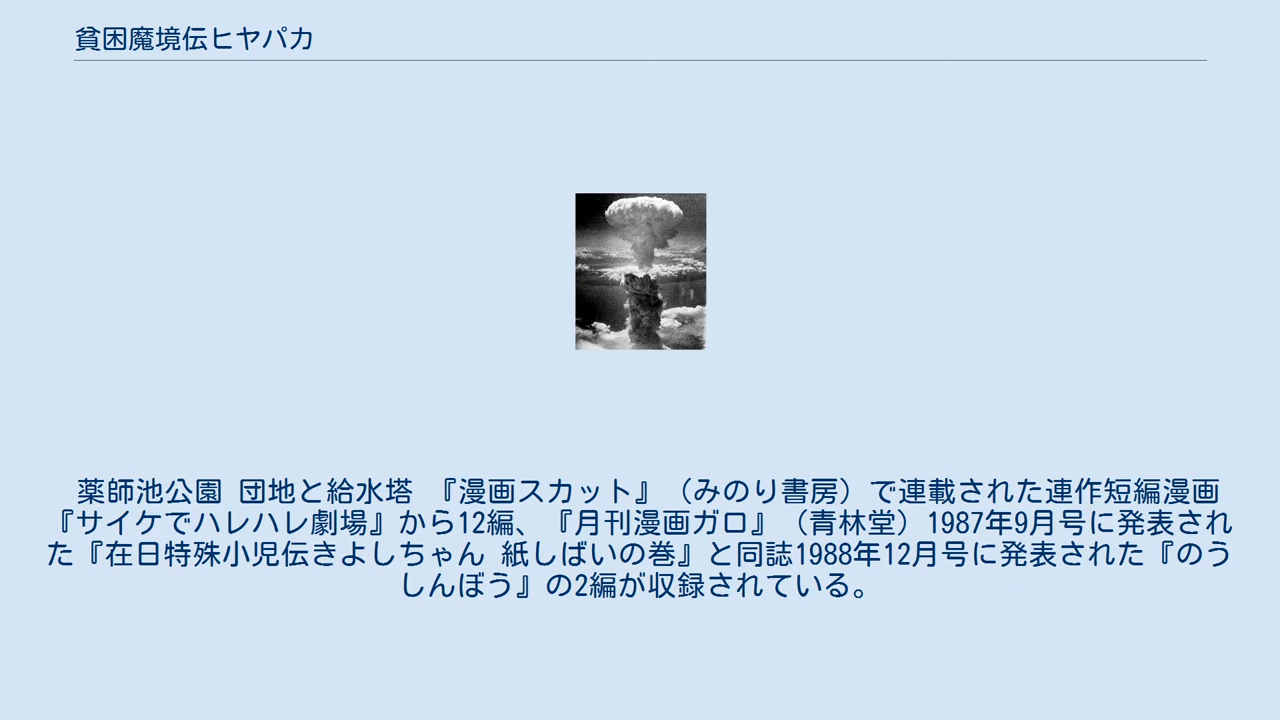 貧困魔境伝ヒヤパカ
薬師池公園 団地と給水塔 『漫画スカット』（みのり書房）で連載された連作短編漫画
『サイケでハレハレ劇場』から12編、『月刊漫画ガロ』（青林堂）1987年9月号に発表され
た『在日特殊小児伝きよしちゃん 紙しばいの巻』と同誌1988年12月号に発表された『のう
しんぼう』の2編が収録されている。